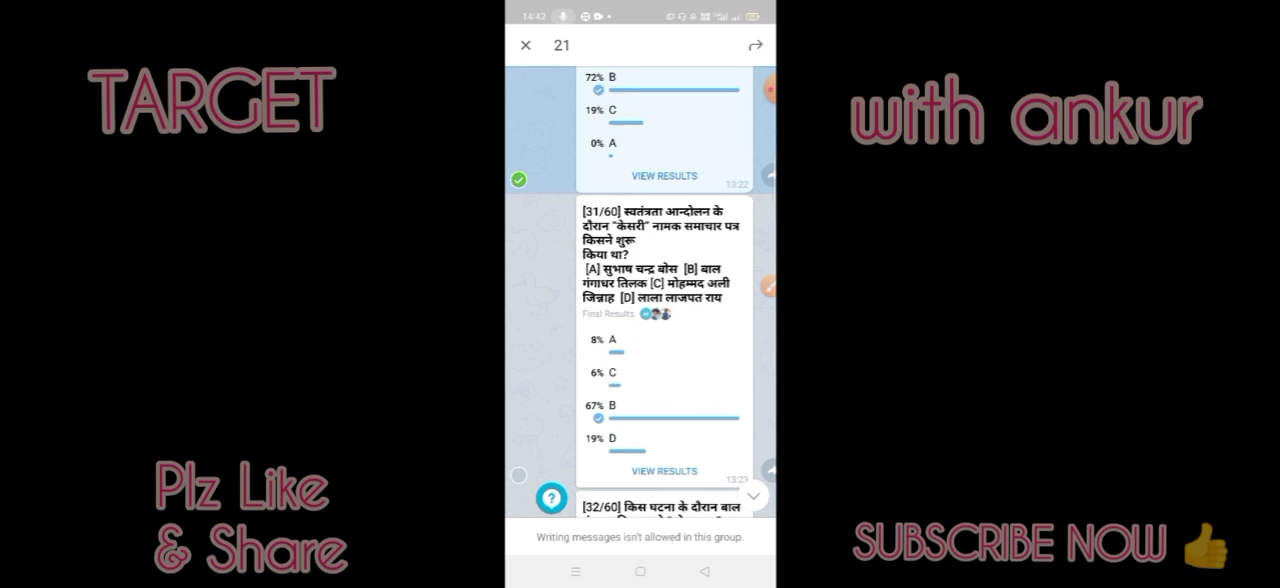 TARGET
with ankur
14:42
21
72% B
19% C
0% A
VIEW RESULTS
13:22
[31/60] स्वतंत्रता आन्दोलन के
दौरान "केसरी" नामक समाचार पत्र
किसने शुरू
किया था?
[A] सुभाष चन्द्र बोस [B] बाल
गंगाधर तिलक [C] मोहम्मद अली
जिन्नाह [D] लाला लाजपत राय
Final Results
8% A
6% C
67% B
19% D
VIEW RESULTS
[32/60] किस घटना के दौरान बाल
Writing messages isn't allowed in this group.
Plz Like
& Share
SUBSCRIBE NOW